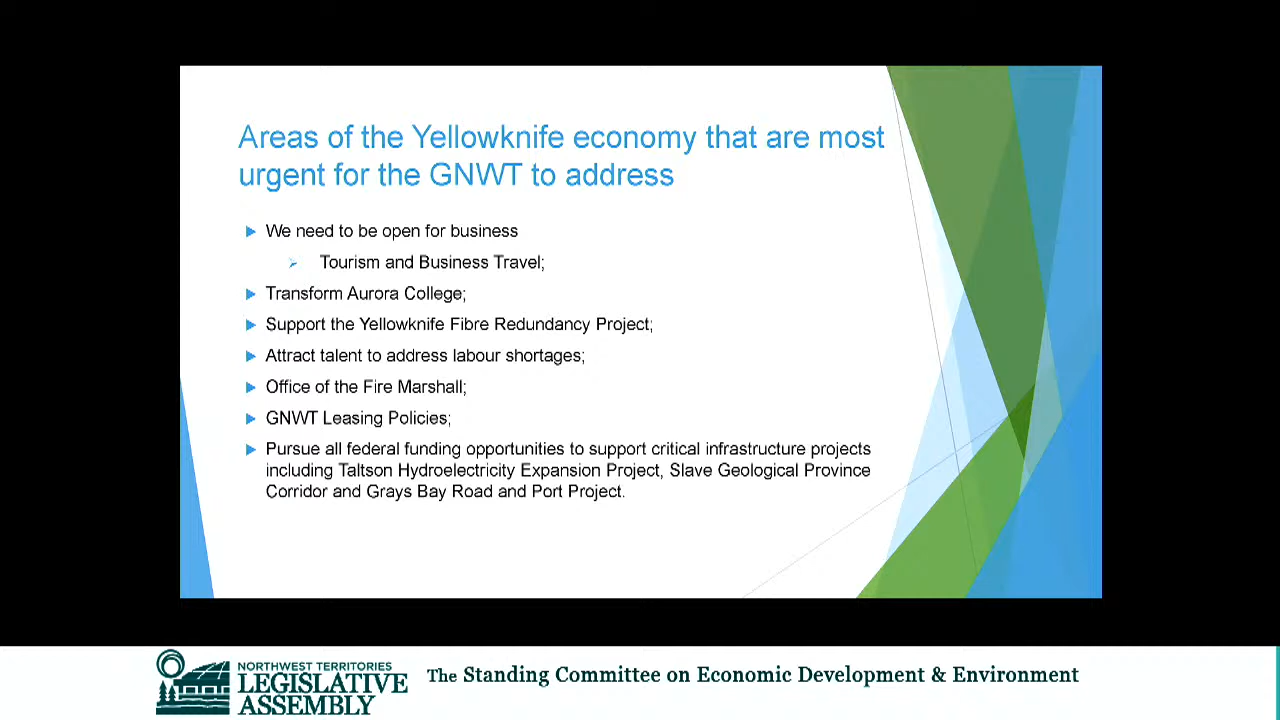 Areas of the Yellowknife economy that are most
urgent for the GNWT to address
We need to be open for business
Tourism and Business Travel;
Transform Aurora College;
Support the Yellowknife Fibre Redundancy Project;
Attract talent to address labour shortages;
Office of the Fire Marshall;
GNWT Leasing Policies;
Pursue all federal funding opportunities to support critical infrastructure projects
including Taltson Hydroelectricity Expansion Project, Slave Geological Province
Corridor and Grays Bay Road and Port Project.
NORTHWEST TERRITORIES
LEGISLATIVE
ASSEMBLY
The Standing Committee on Economic Development & Environment